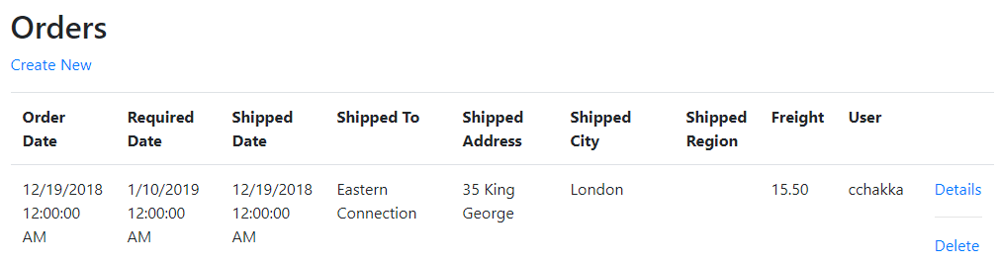 Orders
Create New
Order Required Shipped Shipped To Shipped Shipped Shipped Freight User
Date Date Date Address City Region
12/19/2018 1/10/2019 12/19/2018 Eastern 35 King London 15.50 cchakka Details
12:00:00 12:00:00 12:00:00 Connection George
AM AM AM
Delete